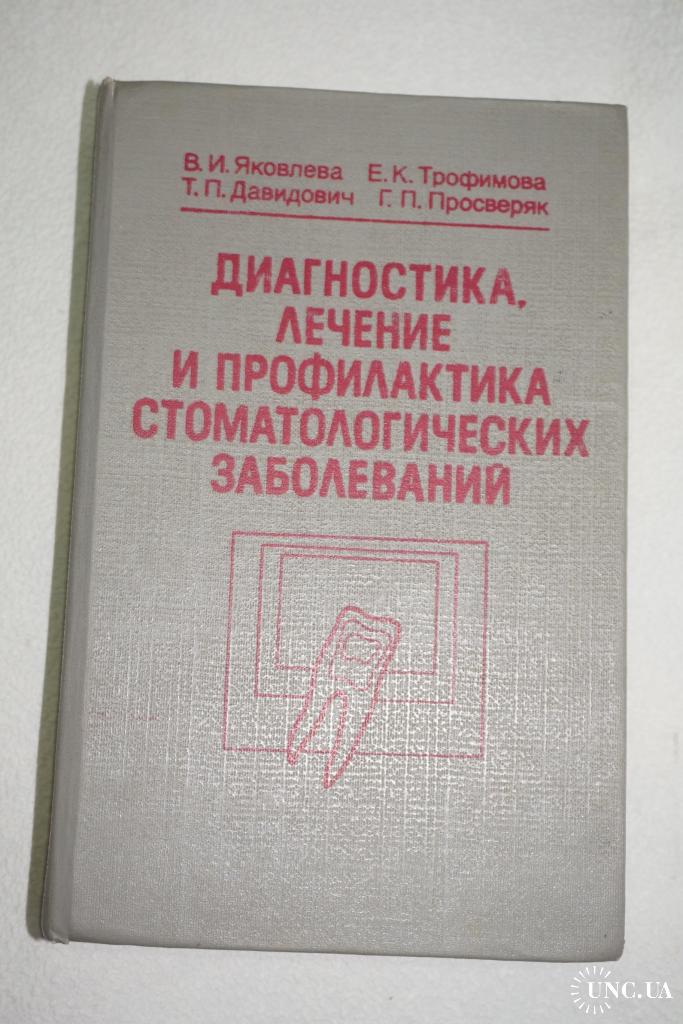 В. И. Яковлева Е. К. Трофимова
Т. П. Давидович Г. П. Просверяк
ДИАГНОСТИКА,
ЛЕЧЕНИЕ
И ПРОФИЛАКТИКА
СТОМАТОЛОГИЧЕСКИХ
ЗАБОЛЕВАНИЙ
UNC.UA